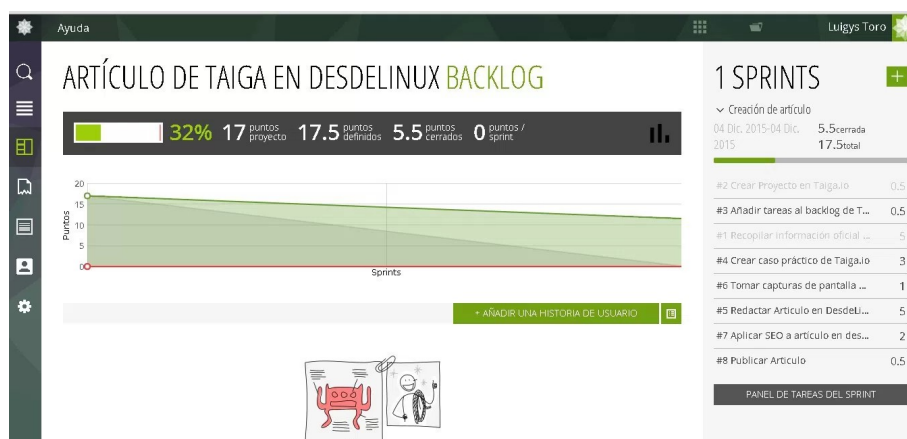 Ayuda
Luigys Toro
ARTÍCULO DE TAIGA EN DESDELINUX BACKLOG
32% 17 puntos proyecto 17.5 puntos definidos 5.5 puntos cerrados 0 puntos / sprint
20
15
10
5
0
Puntos
Sprints
+ AÑADIR UNA HISTORIA DE USUARIO
1 SPRINTS
Creación de artículo
04 Dic. 2015-04 Dic. 2015
5.5cerrada
17.5total
#2 Crear Proyecto en Taiga.io 0.5
#3 Añadir tareas al backlog de T... 0.5
#1 Recopilar información oficial ... 5
#4 Crear caso práctico de Taiga.io 3
#6 Tomar capturas de pantalla ... 1
#5 Redactar Articulo en DesdeLi... 5
#7 Aplicar SEO a artículo en des... 2
#8 Publicar Articulo 0.5
PANEL DE TAREAS DEL SPRINT